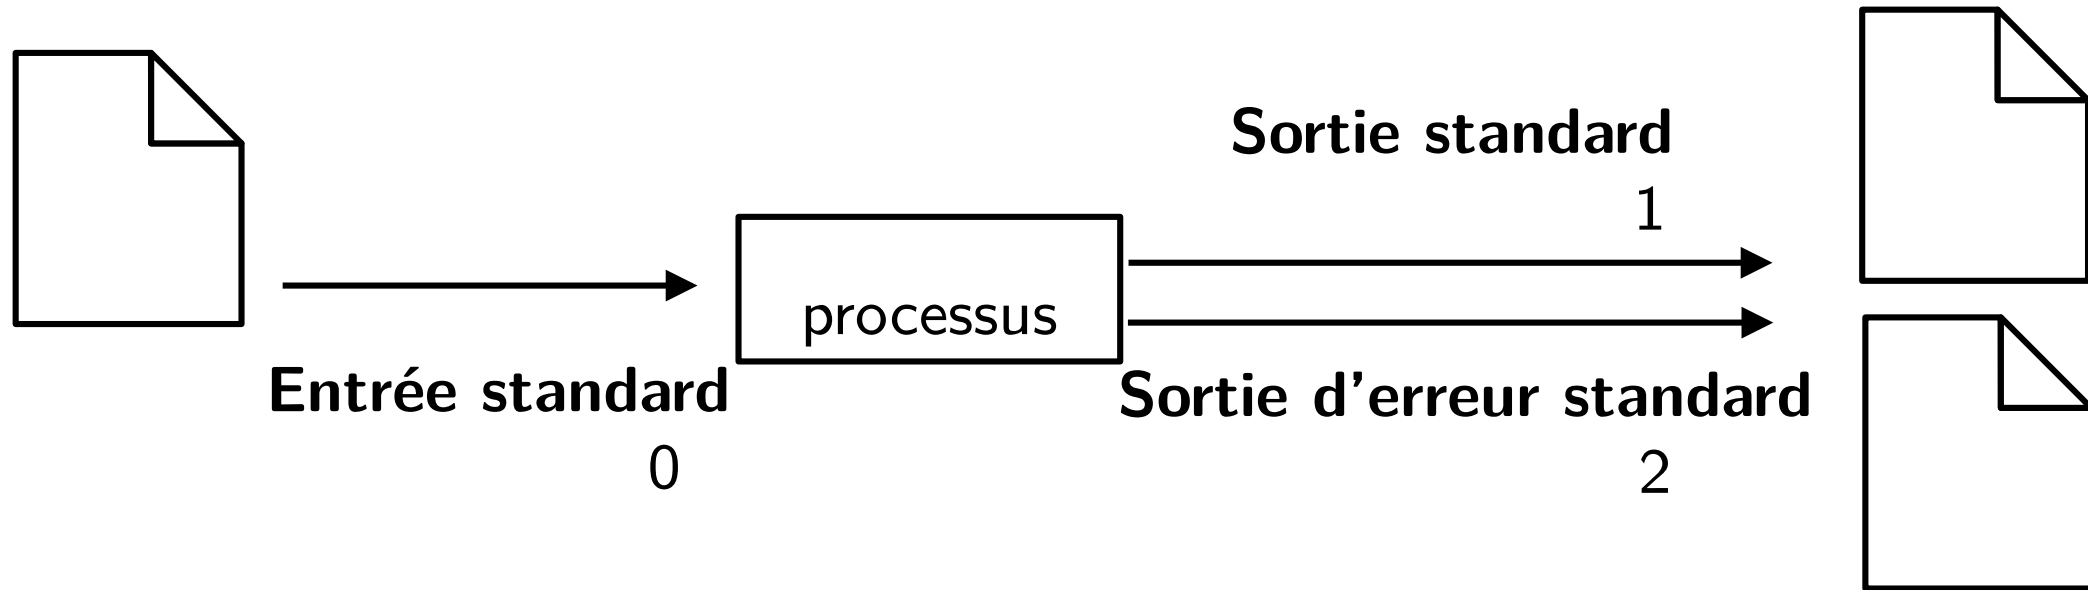 Sortie standard
1
processus
Entrée standard
0
Sortie d'erreur standard
2